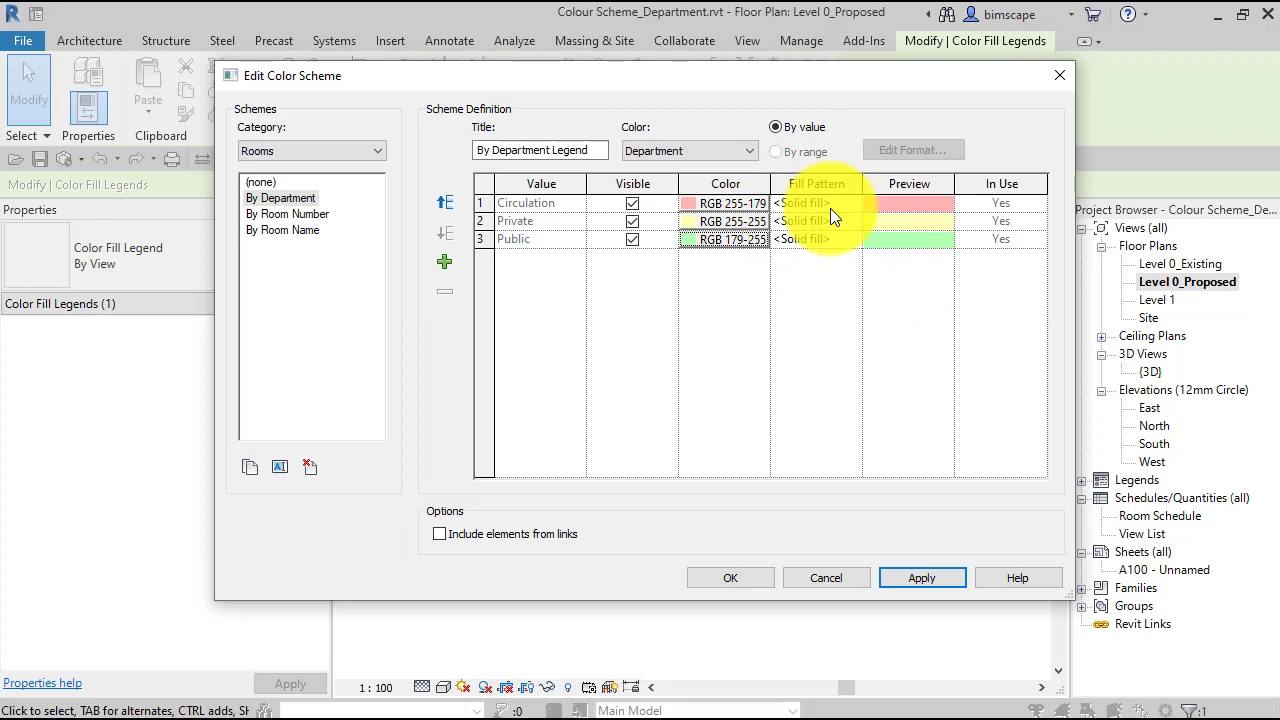 Colour Scheme_Department.rvt - Floor Plan: Level 0_Proposed
bimscape
File
Architecture
Structure
Steel
Precast
Systems
Insert
Annotate
Analyze
Massing & Site
Collaborate
View
Manage
Add-Ins
Modify | Color Fill Legends
Modify
Paste
Select
Properties
Clipboard
Modify | Color Fill Legends
Properties
Color Fill Legend
By View
Color Fill Legends (1)
Properties help
Apply
Edit Color Scheme
Schemes
Category:
Rooms
(none)
By Department
By Room Number
By Room Name
Scheme Definition
Title:
Color:
By Department Legend
Department
By value
By range
Edit Format...
Value Visible Color Fill Pattern Preview In Use
1 Circulation RGB 255-179 <Solid fill> Yes
2 Private RGB 255-255 <Solid fill> Yes
3 Public RGB 179-255 <Solid fill> Yes
Options
Include elements from links
OK
Cancel
Apply
Help
Project Browser - Colour Scheme_Depart
Views (all)
Floor Plans
Level 0_Existing
Level 0_Proposed
Level 1
Site
Ceiling Plans
3D Views
{3D}
Elevations (12mm Circle)
East
North
South
West
Legends
Schedules/Quantities (all)
Room Schedule
View List
Sheets (all)
A100 - Unnamed
Families
Groups
Revit Links
1 : 100
Click to select, TAB for alternates, CTRL adds, SH
:0
Main Model
:1